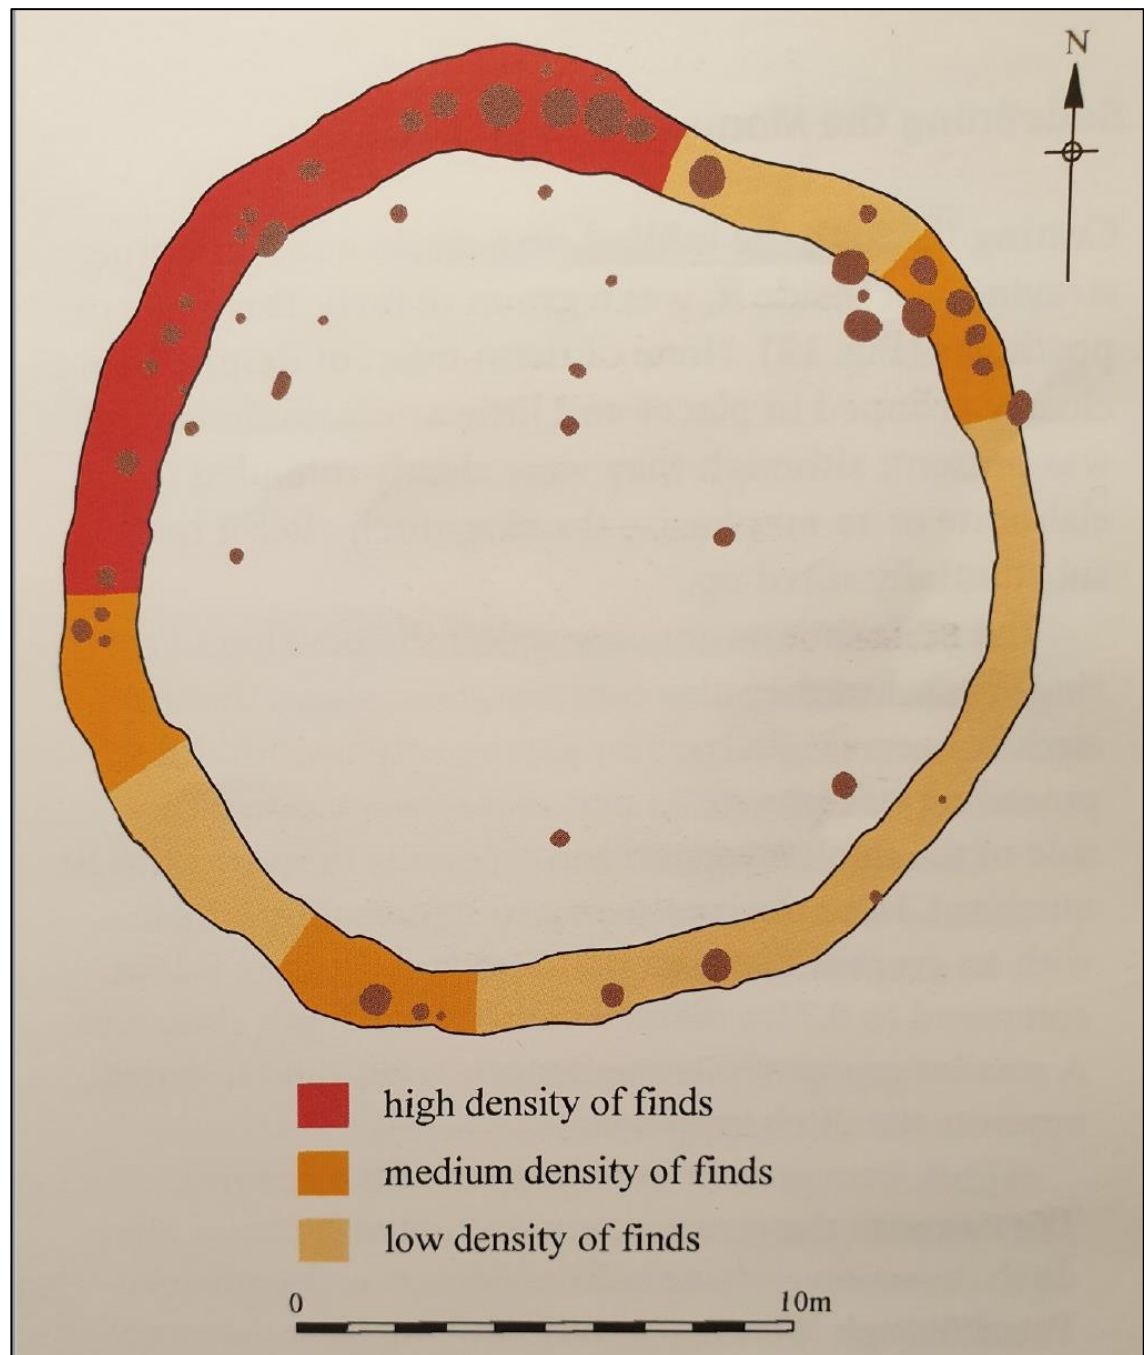 N
high density of finds
medium density of finds
low density of finds
0 10m